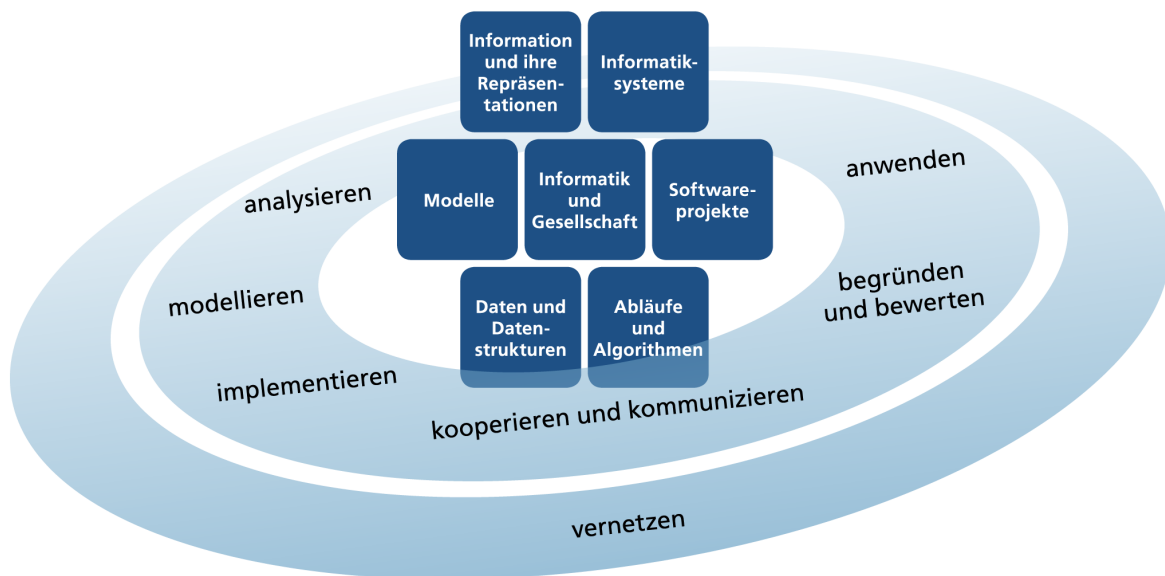 Information
und ihre
Repräsen-
tationen
Informatik-
systeme
Modelle
Informatik
und
Gesellschaft
Software-
projekte
Daten und
Daten-
strukturen
Abläufe
und
Algorithmen
analysieren
modellieren
implementieren
kooperieren und kommunizieren
begründen
und bewerten
anwenden
vernetzen